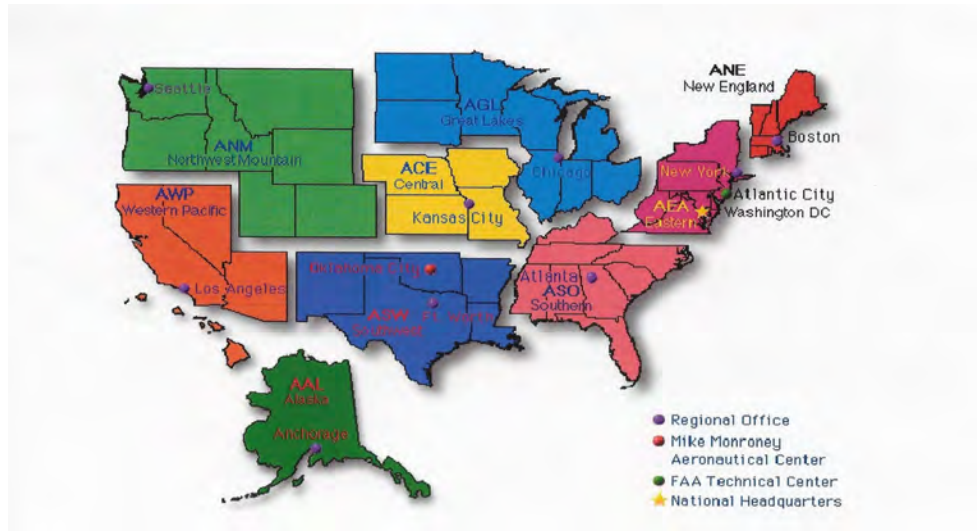 ANE
New England
Seattle
AGL
Great Lakes
Boston
ANM
Northwest Mountain
ACE
Central
Chicago
New York
AWP
Western Pacific
Kansas City
AEA
Eastern
Atlantic City
Washington DC
Oklahoma City
Los Angeles
Atlanta
ASO
Southern
ASW
Southwest
Ft. Worth
AAL
Alaska
Anchorage
Regional Office
Mike Monroney
Aeronautical Center
FAA Technical Center
National Headquarters